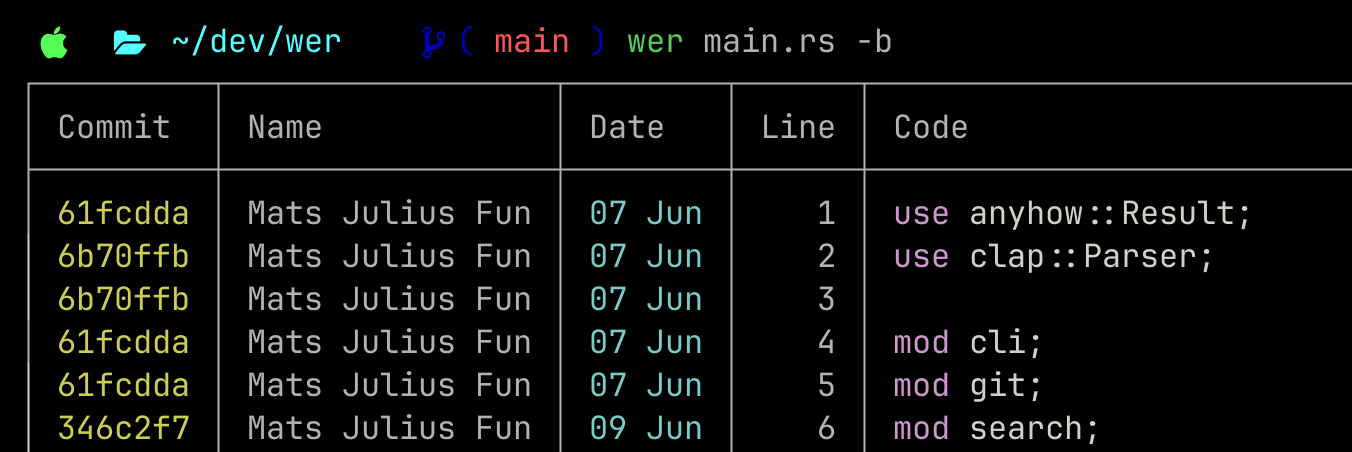 ~/dev/wer ( main ) wer main.rs -b
Commit Name Date Line Code
61fcdda Mats Julius Fun 07 Jun 1 use anyhow::Result;
6b70ffb Mats Julius Fun 07 Jun 2 use clap::Parser;
6b70ffb Mats Julius Fun 07 Jun 3
61fcdda Mats Julius Fun 07 Jun 4 mod cli;
61fcdda Mats Julius Fun 07 Jun 5 mod git;
346c2f7 Mats Julius Fun 09 Jun 6 mod search;